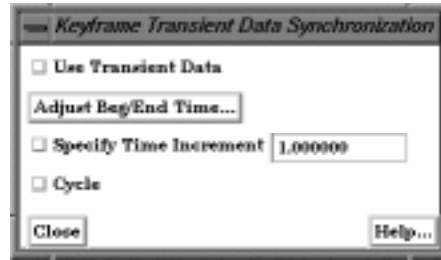 Keyframe Transient Data Synchronization
Use Transient Data
Adjust Beg/End Time...
Specify Time Increment 1.000000
Cycle
Close Help...